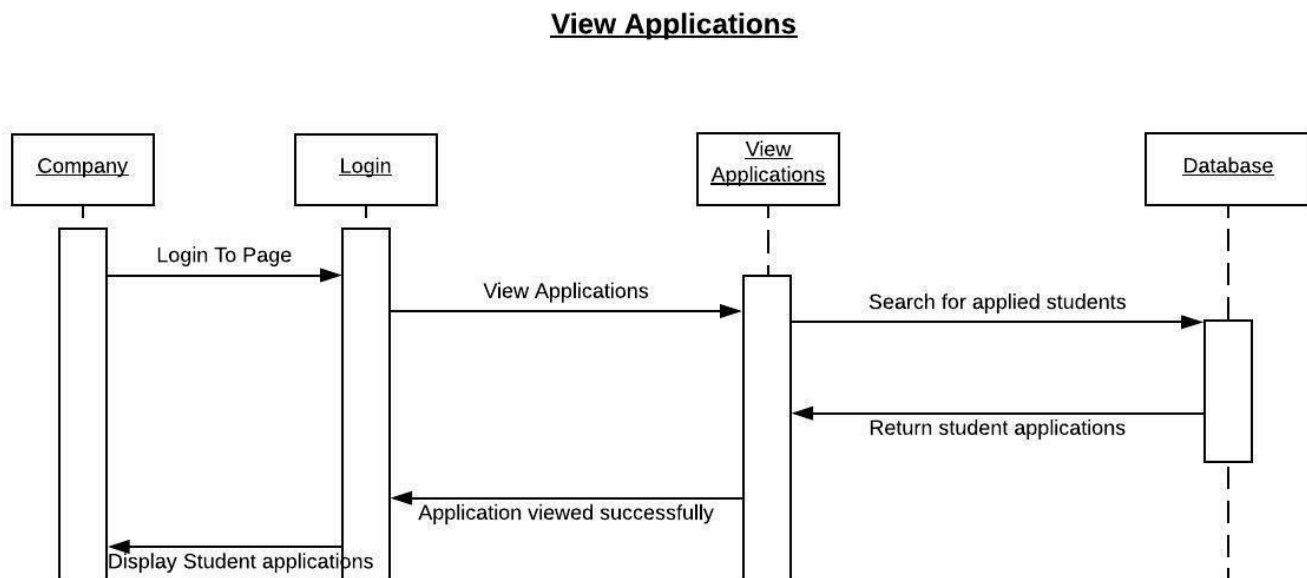 View Applications
Company
Login
View
Applications
Database
Login To Page
View Applications
Search for applied students
Return student applications
Application viewed successfully
Display Student applications